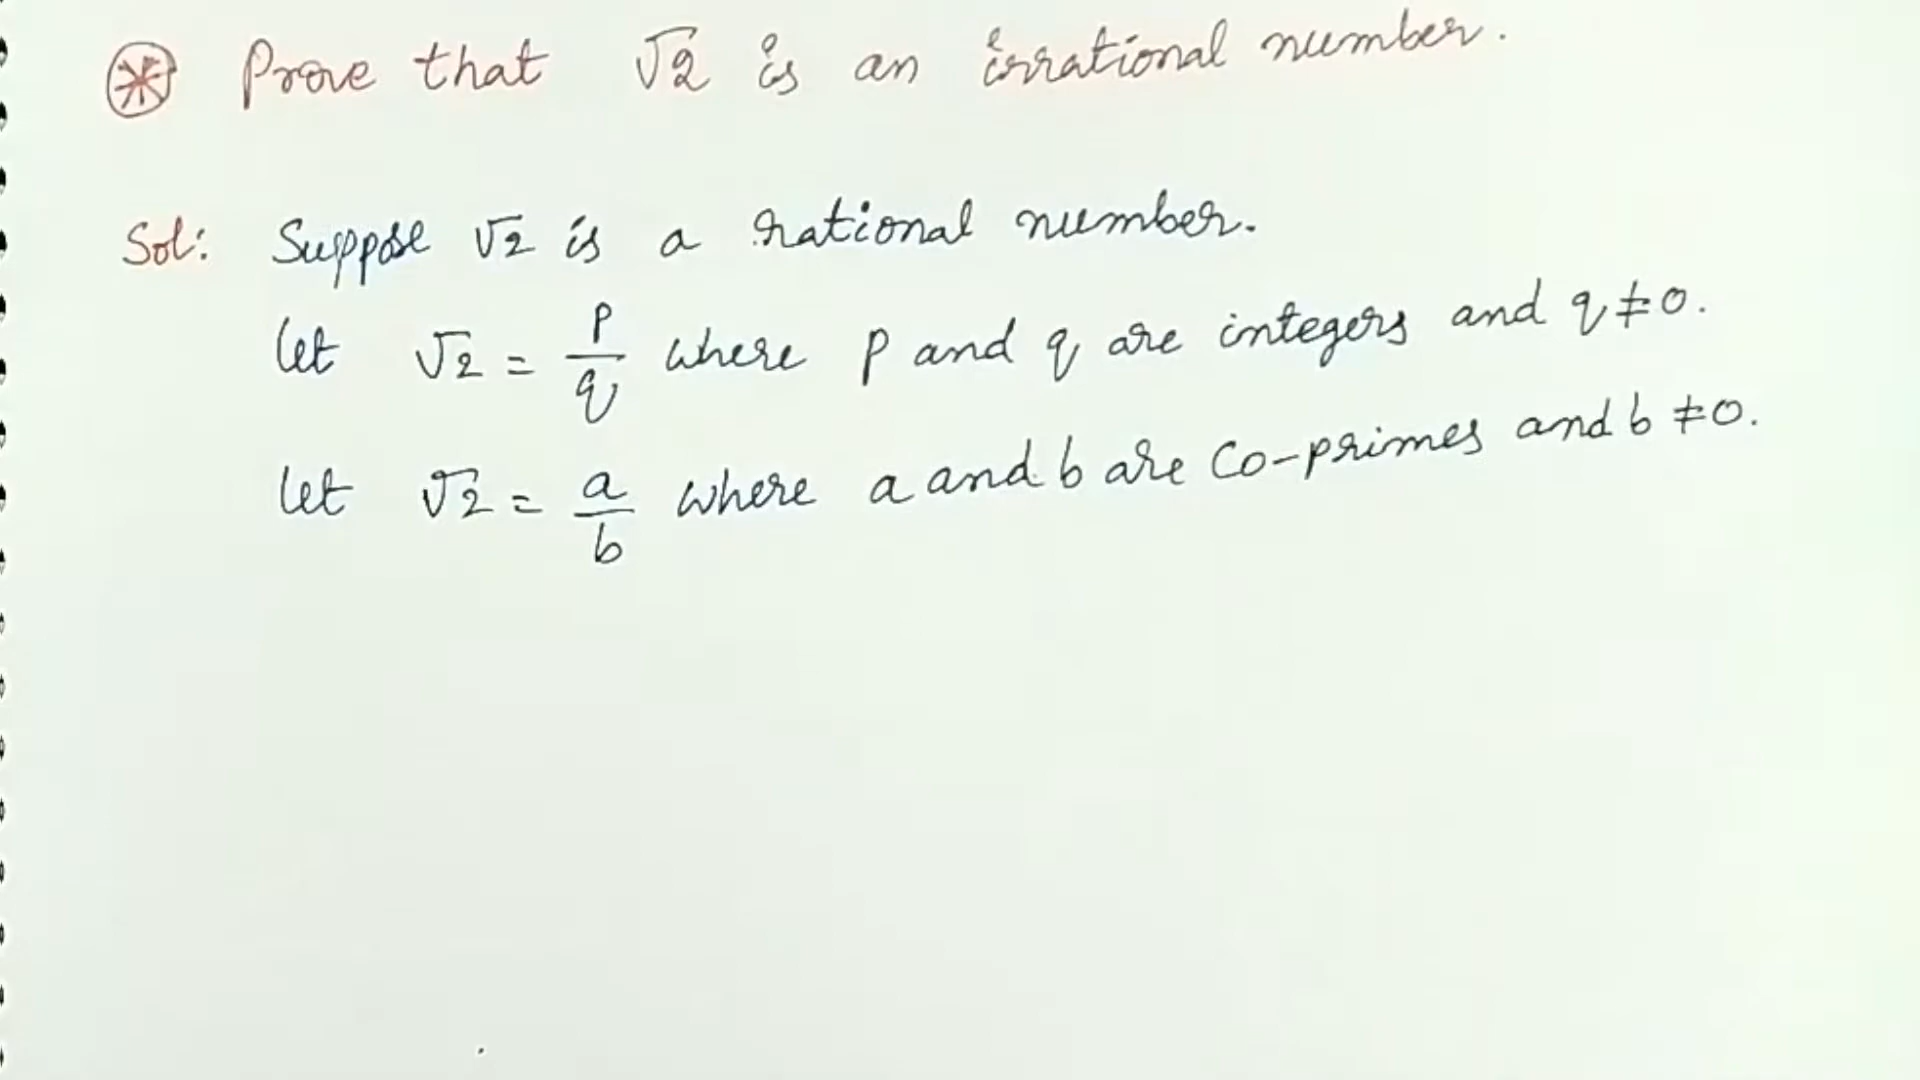 ⊛ Prove that √2 is an irrational number.
Sol: Suppose √2 is a rational number.
Let √2 = p/q where p and q are integers and q ≠ 0.
Let √2 = a/b where a and b are Co-primes and b ≠ 0.